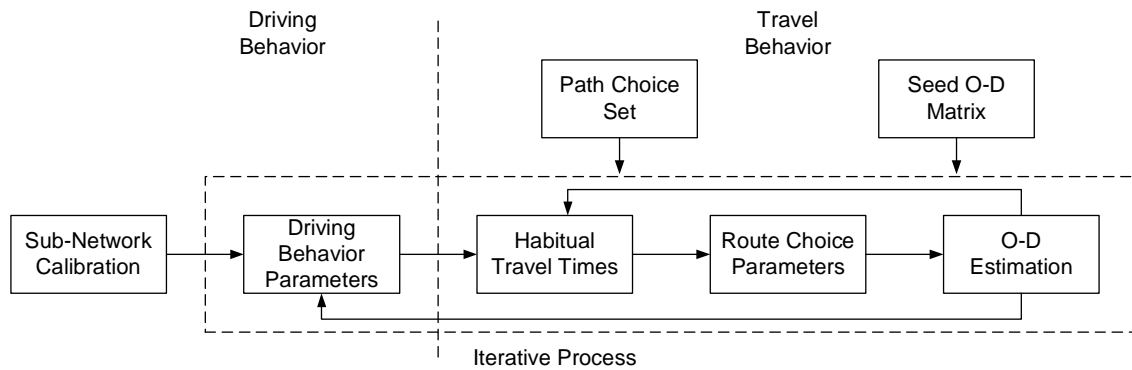 Driving
Behavior
Travel
Behavior
Path Choice
Set
Seed O-D
Matrix
Sub-Network
Calibration
Driving
Behavior
Parameters
Habitual
Travel Times
Route Choice
Parameters
O-D
Estimation
Iterative Process